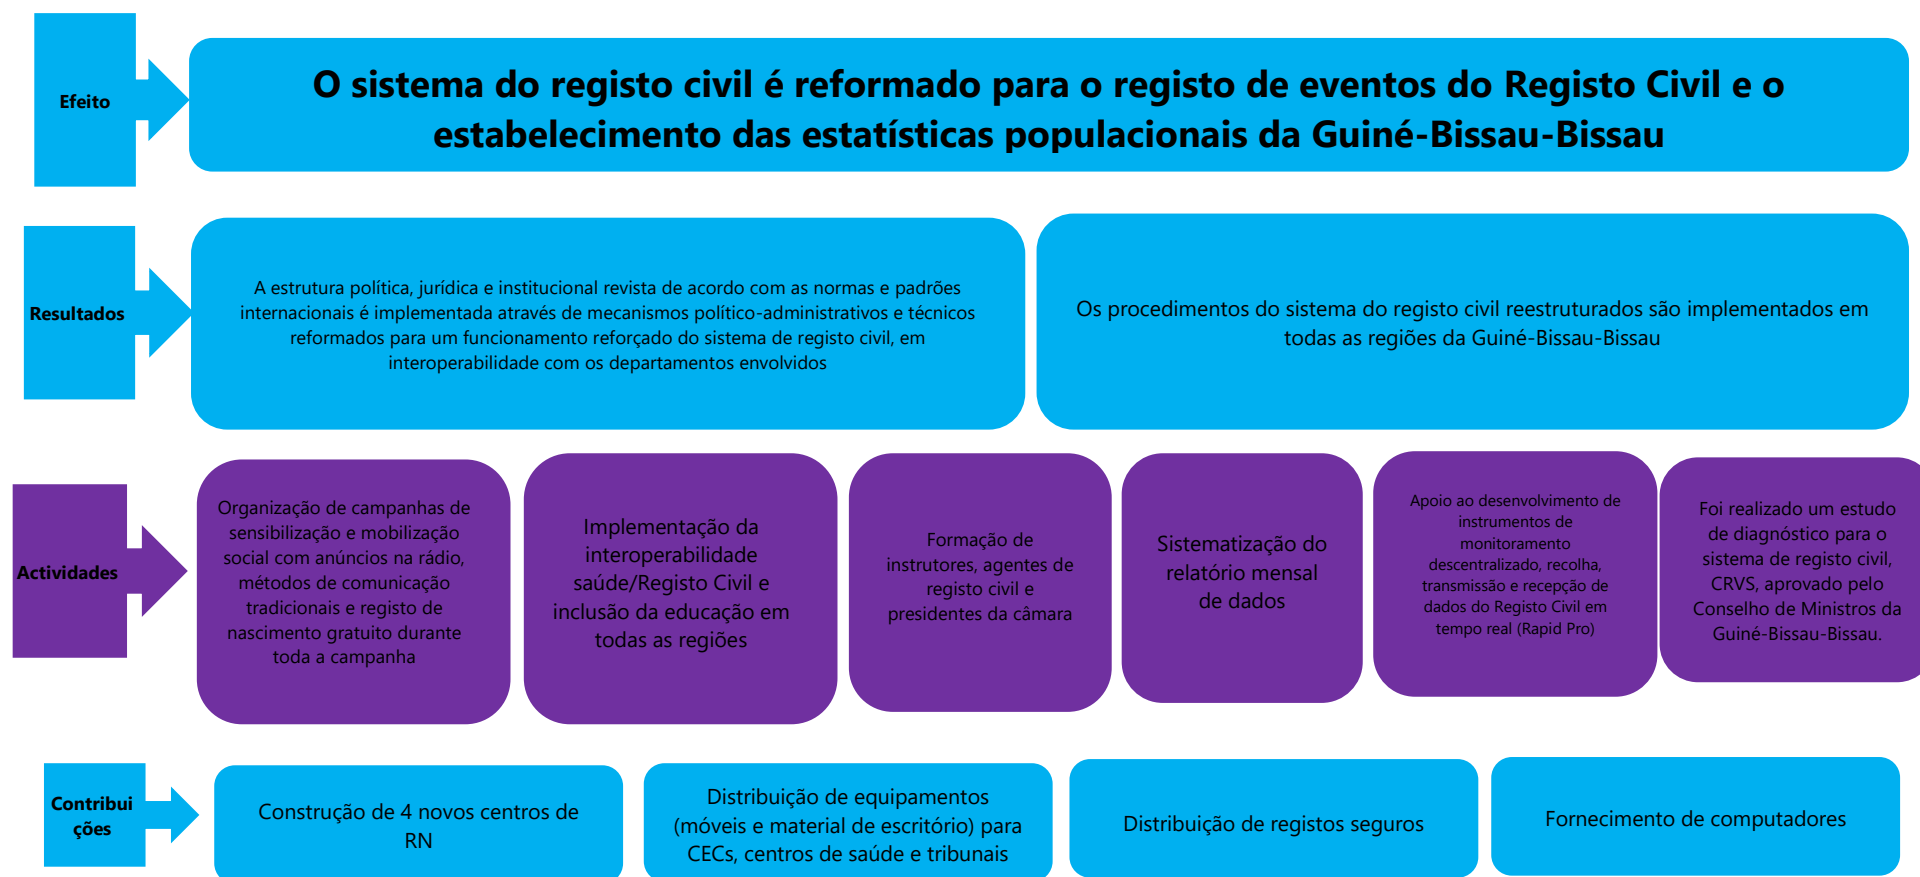 Efeito
O sistema do registo civil é reformado para o registo de eventos do Registo Civil e o
estabelecimento das estatísticas populacionais da Guiné-Bissau-Bissau
Resultados
A estrutura política, jurídica e institucional revista de acordo com as normas e padrões
internacionais é implementada através de mecanismos político-administrativos e técnicos
reformados para um funcionamento reforçado do sistema de registo civil, em
interoperabilidade com os departamentos envolvidos
Os procedimentos do sistema do registo civil reestruturados são implementados em
todas as regiões da Guiné-Bissau-Bissau
Actividades
Organização de campanhas de
sensibilização e mobilização
social com anúncios na rádio,
métodos de comunicação
tradicionais e registo de
nascimento gratuito durante
toda a campanha
Implementação da
interoperabilidade
saúde/Registo Civil e
inclusão da educação em
todas as regiões
Formação de
instrutores, agentes de
registo civil e
presidentes da câmara
Sistematização do
relatório mensal
de dados
Apoio ao desenvolvimento de
instrumentos de
monitoramento
descentralizado, recolha,
transmissão e recepção de
dados do Registo Civil em
tempo real (Rapid Pro)
Foi realizado um estudo
de diagnóstico para o
sistema de registo civil,
CRVS, aprovado pelo
Conselho de Ministros da
Guiné-Bissau-Bissau.
Contribui
ções
Construção de 4 novos centros de
RN
Distribuição de equipamentos
(móveis e material de escritório) para
CECs, centros de saúde e tribunais
Distribuição de registos seguros
Fornecimento de computadores